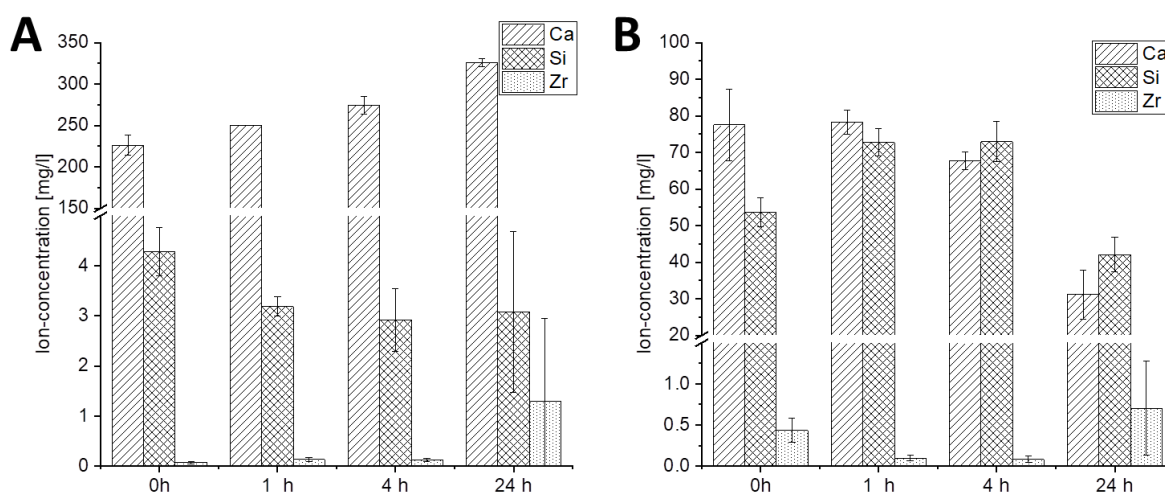 A
Ion-concentration [mg/l]
350
300
250
200
150
4
3
2
1
0
0h
1 h
4 h
24 h
Ca
Si
Zr
B
Ion-concentration [mg/l]
100
90
80
70
60
50
40
30
20
1.0
0.5
0.0
0h
1 h
4 h
24 h
Ca
Si
Zr